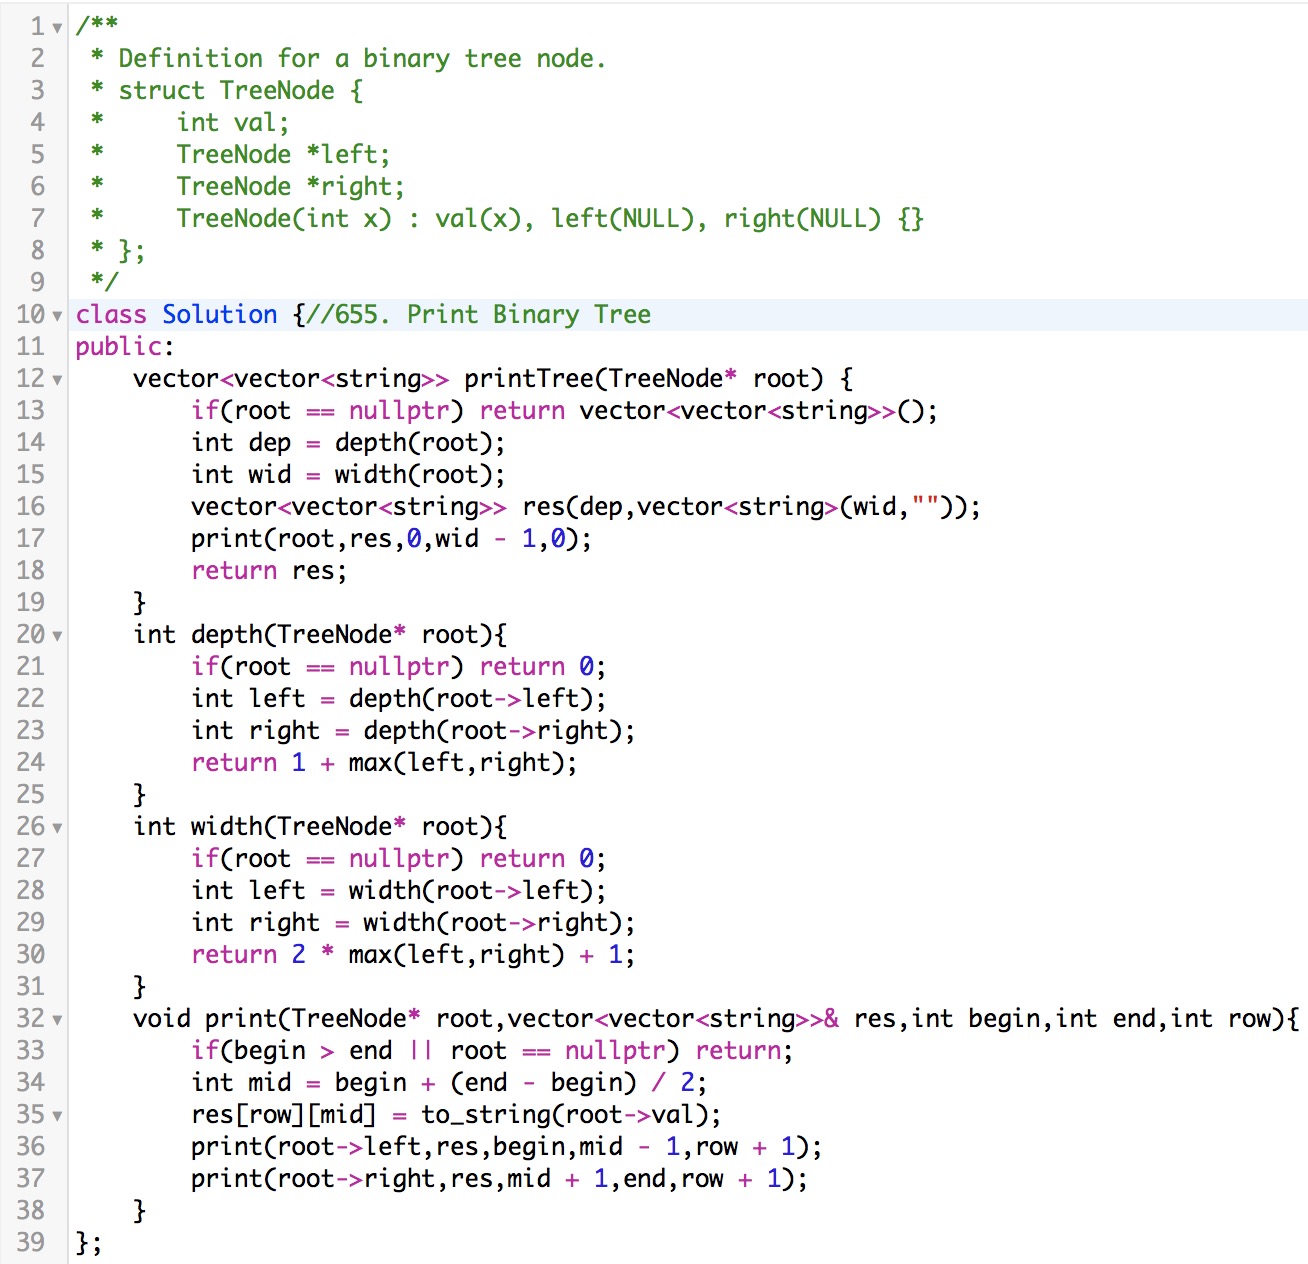 1 /**
2  * Definition for a binary tree node.
3  * struct TreeNode {
4  *     int val;
5  *     TreeNode *left;
6  *     TreeNode *right;
7  *     TreeNode(int x) : val(x), left(NULL), right(NULL) {}
8  * };
9  */
10 class Solution {//655. Print Binary Tree
11 public:
12     vector<vector<string>> printTree(TreeNode* root) {
13         if(root == nullptr) return vector<vector<string>>();
14         int dep = depth(root);
15         int wid = width(root);
16         vector<vector<string>> res(dep,vector<string>(wid,""));
17         print(root,res,0,wid - 1,0);
18         return res;
19     }
20     int depth(TreeNode* root){
21         if(root == nullptr) return 0;
22         int left = depth(root->left);
23         int right = depth(root->right);
24         return 1 + max(left,right);
25     }
26     int width(TreeNode* root){
27         if(root == nullptr) return 0;
28         int left = width(root->left);
29         int right = width(root->right);
30         return 2 * max(left,right) + 1;
31     }
32     void print(TreeNode* root,vector<vector<string>>& res,int begin,int end,int row){
33         if(begin > end || root == nullptr) return;
34         int mid = begin + (end - begin) / 2;
35         res[row][mid] = to_string(root->val);
36         print(root->left,res,begin,mid - 1,row + 1);
37         print(root->right,res,mid + 1,end,row + 1);
38     }
39 };